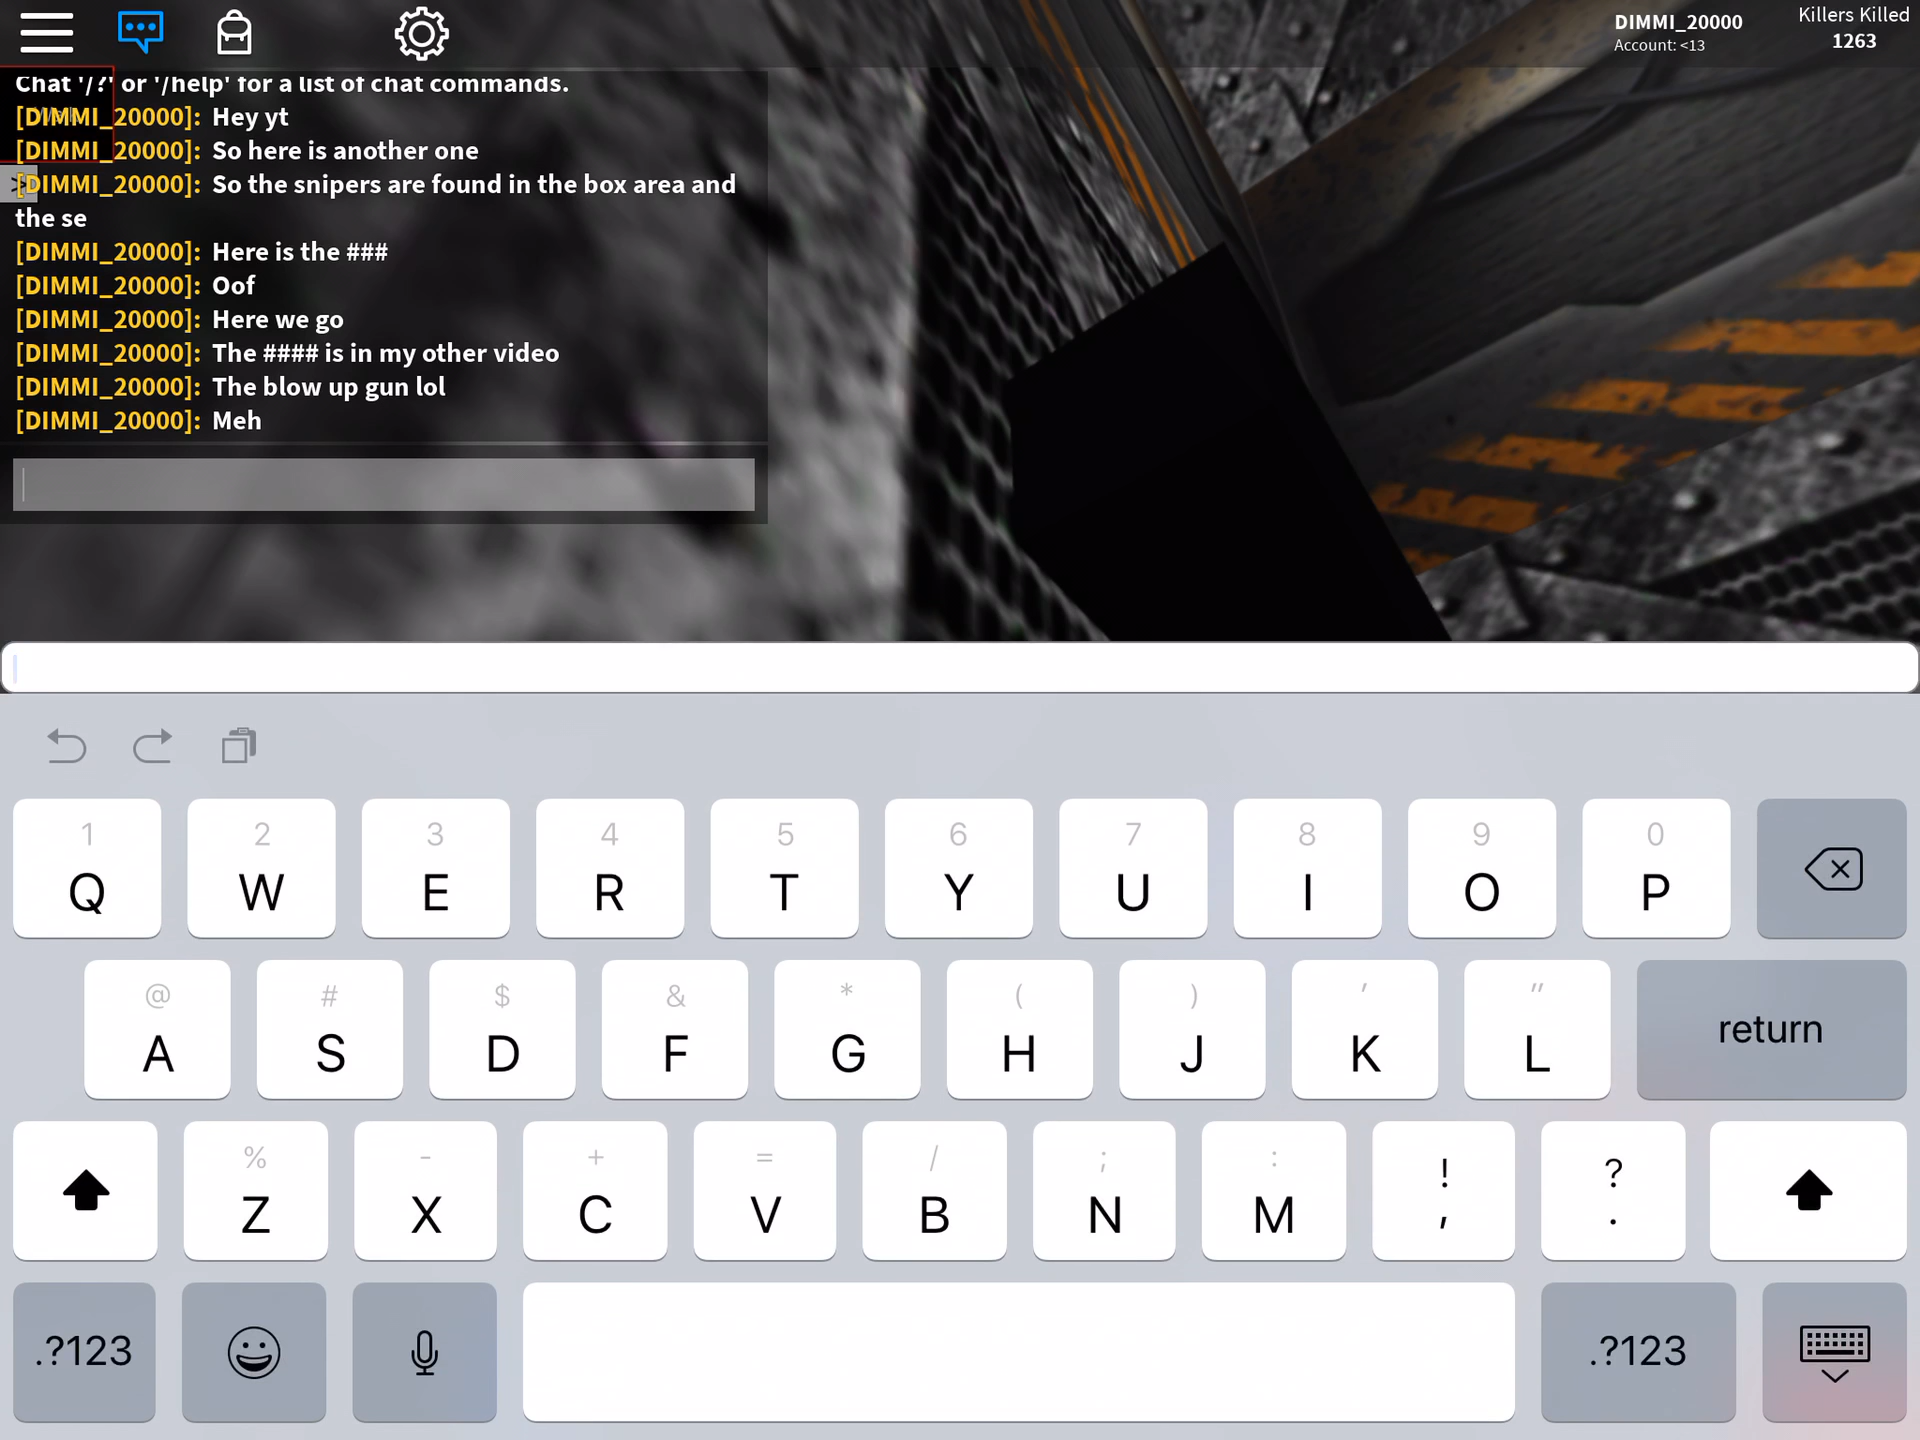 DIMMI_20000
Account: <13
Killers Killed
1263
Chat '/?' or '/help' for a list of chat commands.
[DIMMI_20000]: Hey yt
[DIMMI_20000]: So here is another one
[DIMMI_20000]: So the snipers are found in the box area and
the se
[DIMMI_20000]: Here is the ###
[DIMMI_20000]: Oof
[DIMMI_20000]: Here we go
[DIMMI_20000]: The #### is in my other video
[DIMMI_20000]: The blow up gun lol
[DIMMI_20000]: Meh
1 2 3 4 5 6 7 8 9 0
Q W E R T Y U I O P
@ # $ & * ( ) ' "
A S D F G H J K L return
% - + = / ; : ! ?
Z X C V B N M , .
.?123 .?123